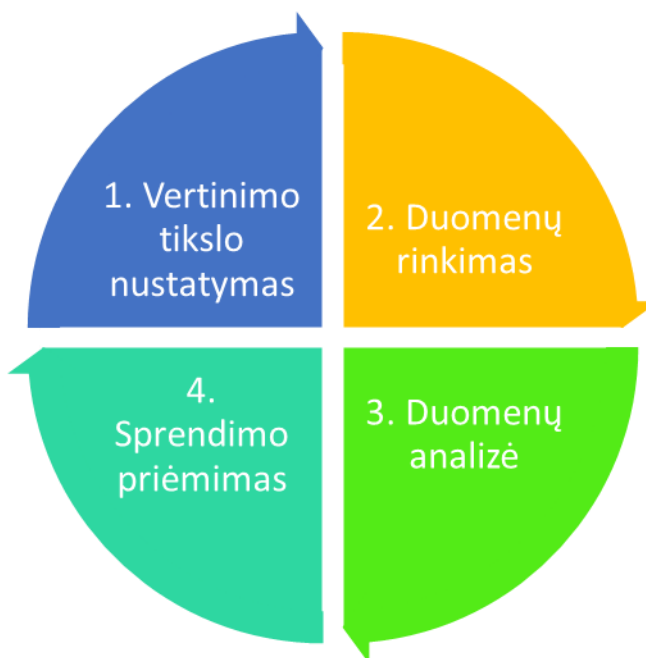 1. Vertinimo
tikslo
nustatymas
2. Duomenų
rinkimas
3. Duomenų
analizė
4.
Sprendimo
priėmimas